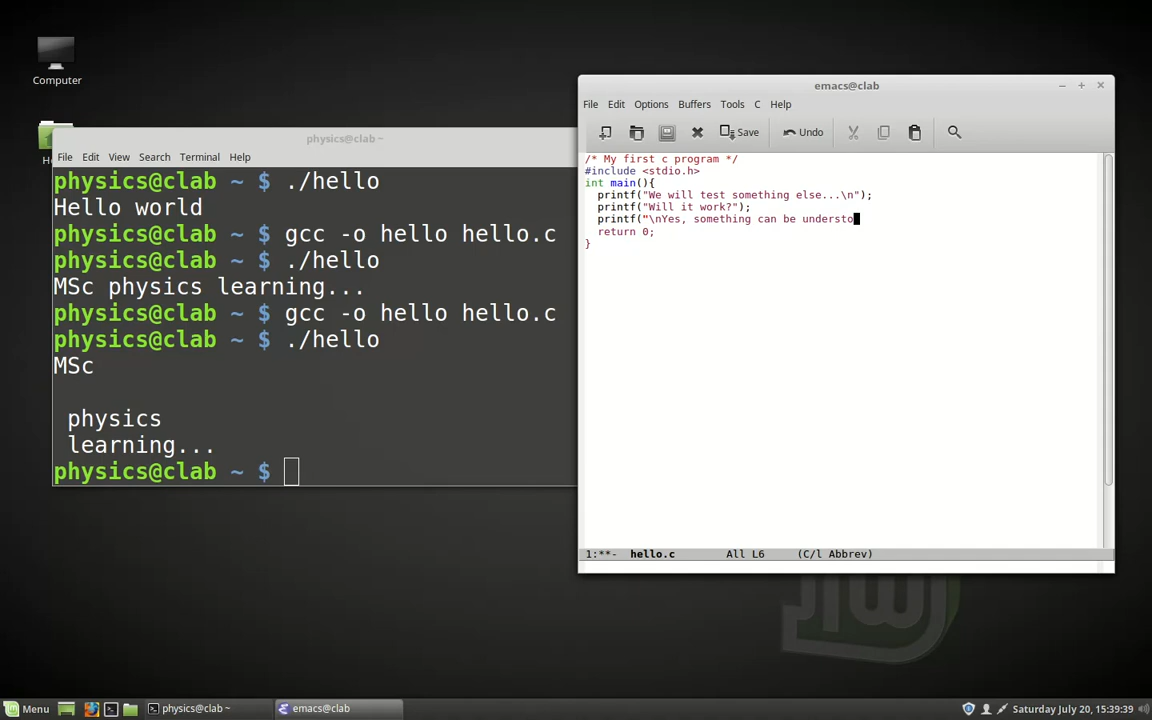 Computer
physics@clab ~
File Edit View Search Terminal Help
physics@clab ~ $ ./hello
Hello world
physics@clab ~ $ gcc -o hello hello.c
physics@clab ~ $ ./hello
MSc physics learning...
physics@clab ~ $ gcc -o hello hello.c
physics@clab ~ $ ./hello
MSc
physics
learning...
physics@clab ~ $
emacs@clab
File Edit Options Buffers Tools C Help
Save Undo
/* My first c program */
#include <stdio.h>
int main(){
printf("We will test something else...\n");
printf("Will it work?");
printf("\nYes, something can be understo
return 0;
}
1:**- hello.c All L6 (C/l Abbrev)
Menu physics@clab ~ emacs@clab Saturday July 20, 15:39:39